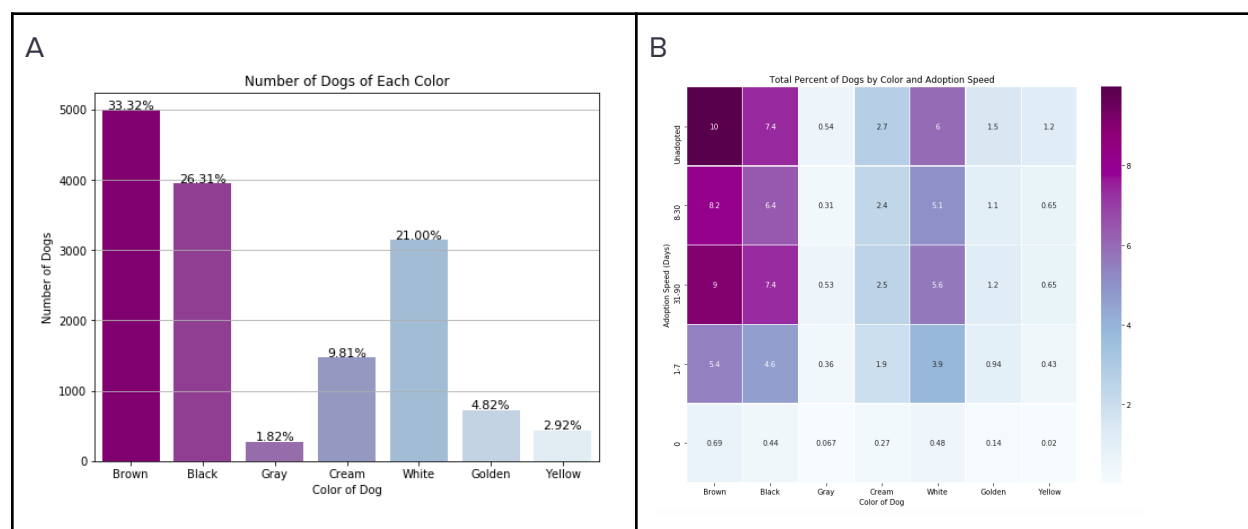 A
Number of Dogs of Each Color
33.32%
26.31%
21.00%
9.81%
4.82%
2.92%
1.82%
5000
4000
3000
2000
1000
0
Number of Dogs
Brown Black Gray Cream White Golden Yellow
Color of Dog
B
Total Percent of Dogs by Color and Adoption Speed
Unadopted 10 7.4 0.54 2.7 6 1.5 1.2
8-30 8.2 6.4 0.31 2.4 5.1 1.1 0.65
31-90 9 7.4 0.53 2.5 5.6 1.2 0.65
1-7 5.4 4.6 0.36 1.9 3.9 0.94 0.43
0 0.69 0.44 0.067 0.27 0.48 0.14 0.02
Adoption Speed (Days)
Brown Black Gray Cream White Golden Yellow
Color of Dog
8
6
4
2